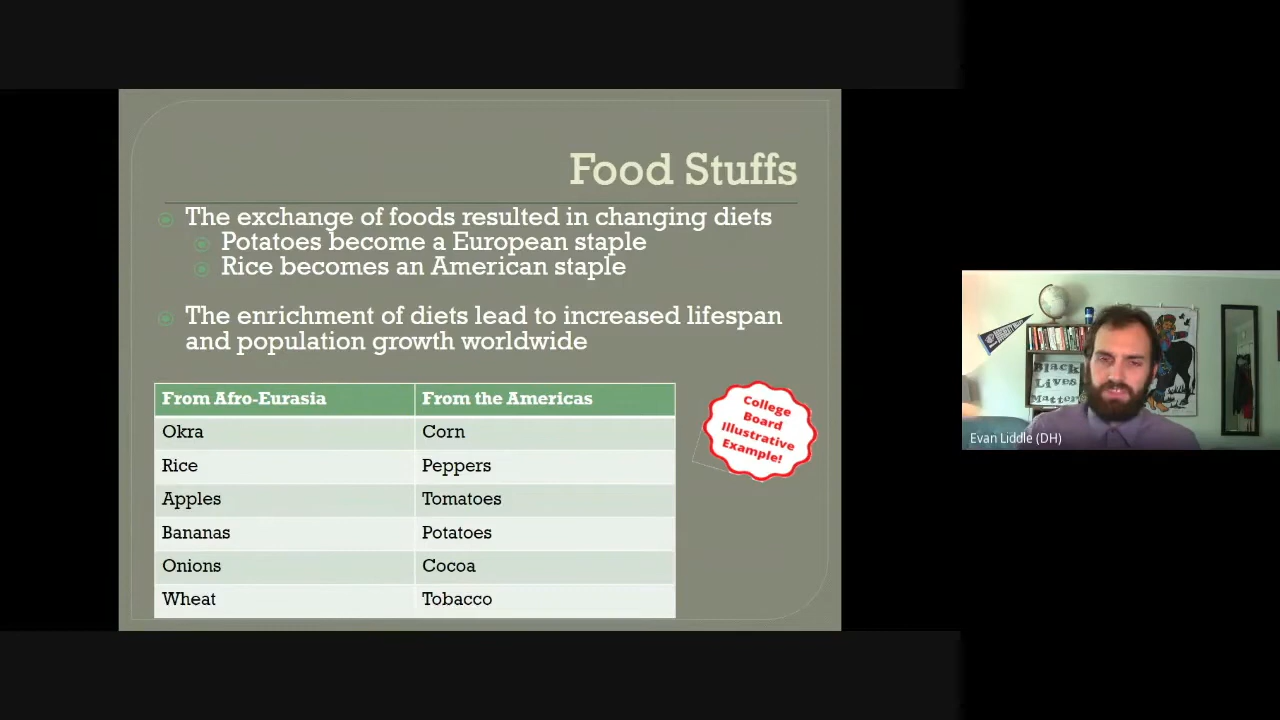 Food Stuffs
The exchange of foods resulted in changing diets
Potatoes become a European staple
Rice becomes an American staple
The enrichment of diets lead to increased lifespan
and population growth worldwide
From Afro-Eurasia From the Americas
Okra Corn
Rice Peppers
Apples Tomatoes
Bananas Potatoes
Onions Cocoa
Wheat Tobacco
College
Board
Illustrative
Example!
Black
Lives
Matter
Evan Liddle (DH)